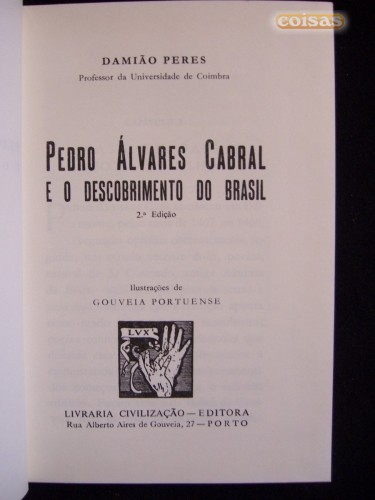 coisas
DAMIÃO PERES
Professor da Universidade de Coimbra
PEDRO ÁLVARES CABRAL
E O DESCOBRIMENTO DO BRASIL
2.ª Edição
Ilustrações de
GOUVEIA PORTUENSE
LVX
LIVRARIA CIVILIZAÇÃO — EDITORA
Rua Alberto Aires de Gouveia, 27 — PORTO